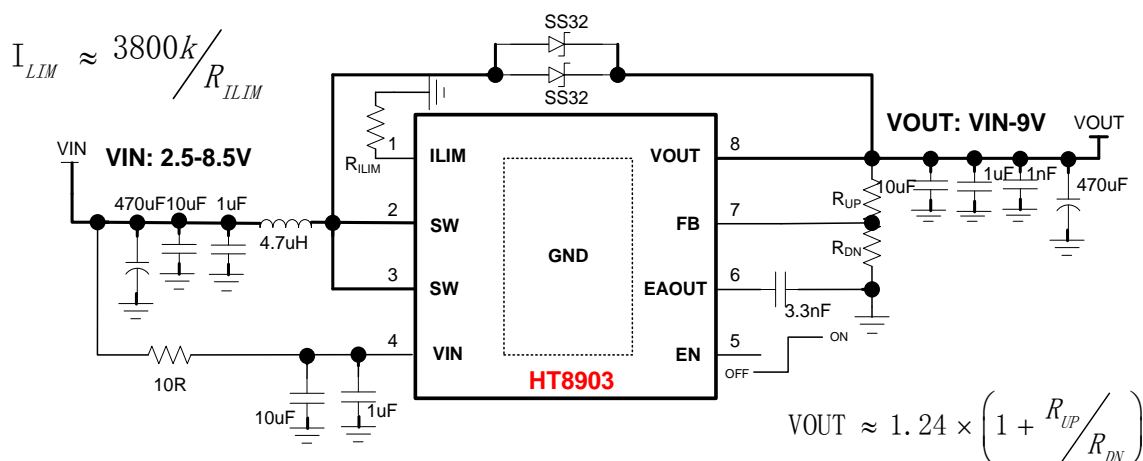 I_LIM ≈ 3800k/R_ILIM
SS32
SS32
VIN
VIN: 2.5-8.5V
VOUT: VIN-9V
VOUT
470uF
10uF
1uF
4.7uH
R_ILIM
1
ILIM
2
SW
3
SW
4
VIN
GND
HT8903
VOUT
8
FB
7
EAOUT
6
EN
5
R_UP
R_DN
10uF
1uF
1nF
470uF
3.3nF
OFF
ON
10R
10uF
1uF
VOUT ≈ 1.24 × (1 + R_UP/R_DN)